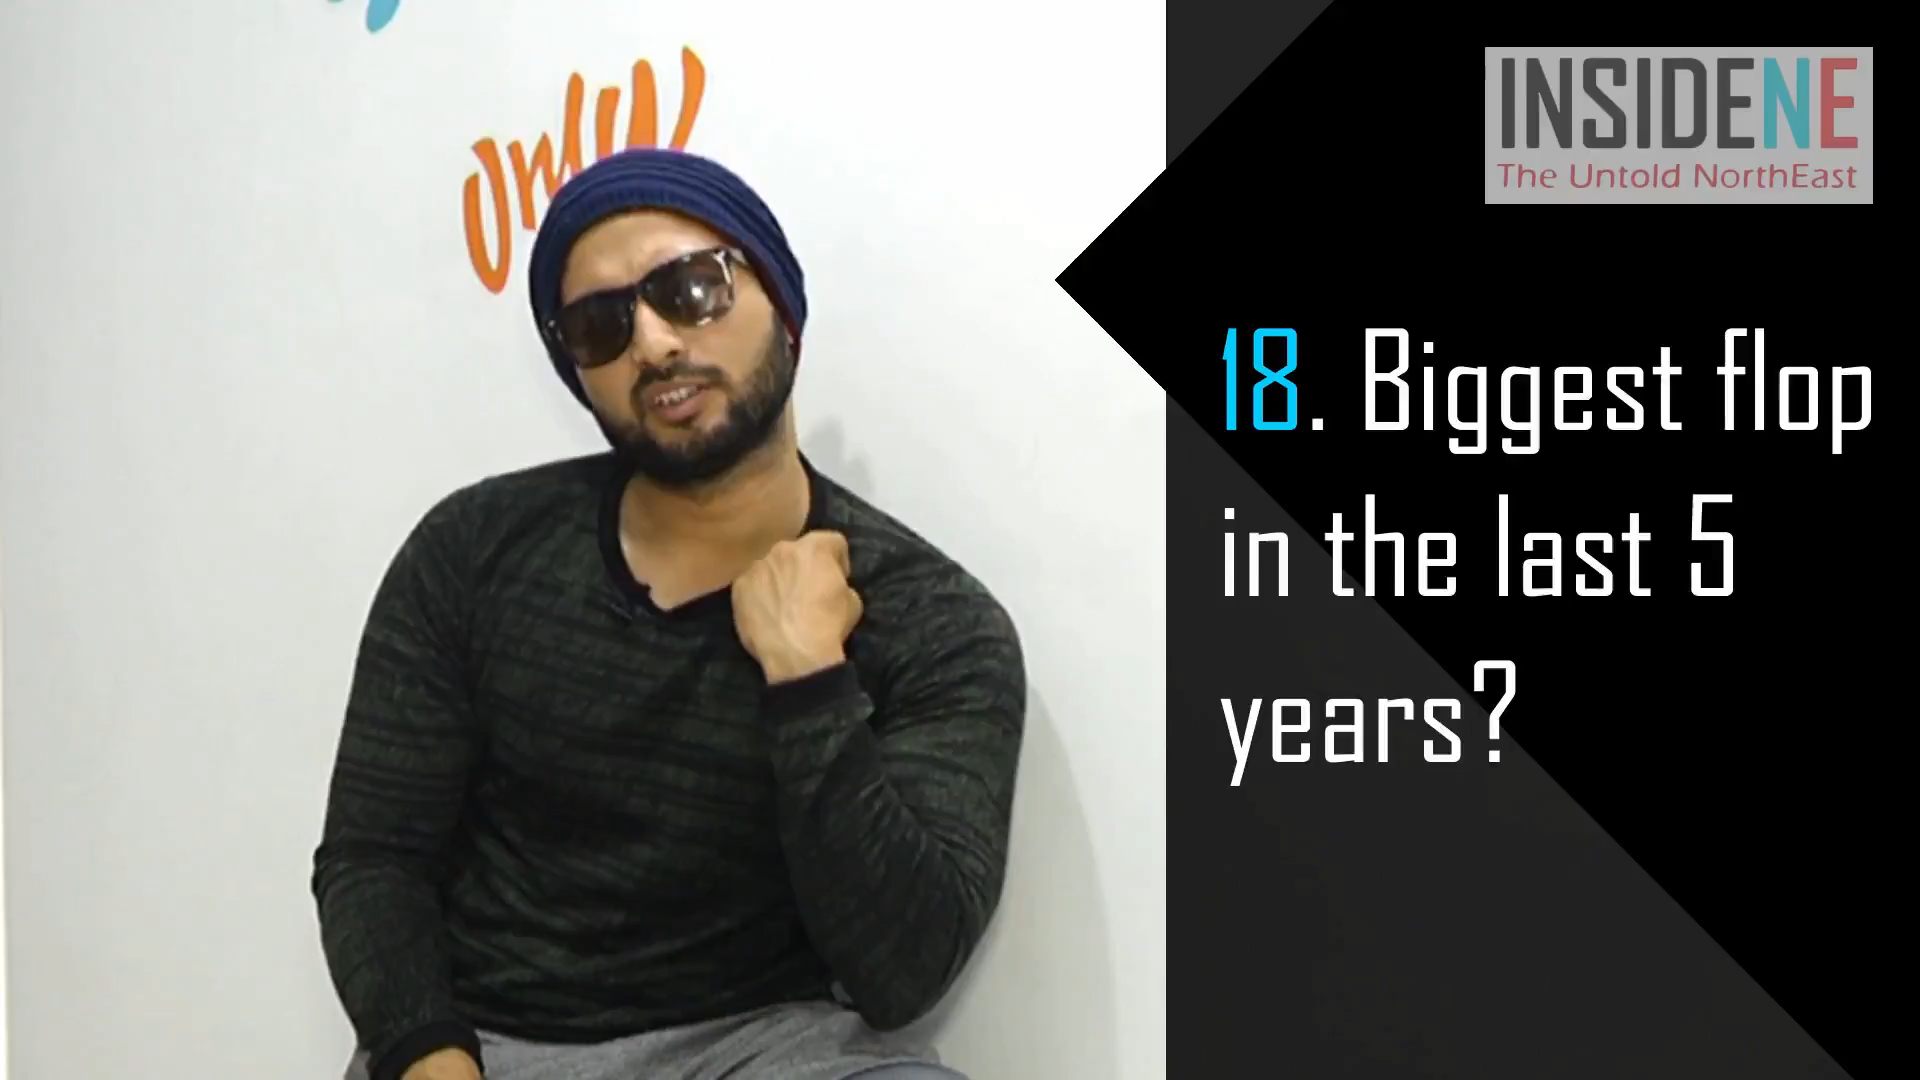 INSIDENE
The Untold NorthEast
18. Biggest flop
in the last 5
years?